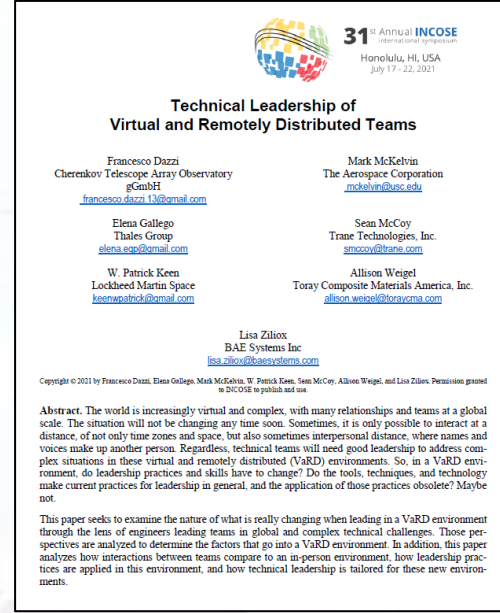 31st Annual INCOSE
international symposium
Honolulu, HI, USA
July 17 - 22, 2021
Technical Leadership of
Virtual and Remotely Distributed Teams
Francesco Dazzi
Cherenkov Telescope Array Observatory
gGmbH
francesco.dazzi.13@gmail.com
Mark McKelvin
The Aerospace Corporation
mckelvin@usc.edu
Elena Gallego
Thales Group
elena.egp@gmail.com
Sean McCoy
Trane Technologies, Inc.
smccoy@trane.com
W. Patrick Keen
Lockheed Martin Space
keenwpatrick@gmail.com
Allison Weigel
Toray Composite Materials America, Inc.
allison.weigel@toraycma.com
Lisa Ziliox
BAE Systems Inc
lisa.ziliox@baesystems.com
Copyright © 2021 by Francesco Dazzi, Elena Gallego, Mark McKelvin, W. Patrick Keen, Sean McCoy, Allison Weigel, and Lisa Ziliox. Permission granted
to INCOSE to publish and use.
Abstract. The world is increasingly virtual and complex, with many relationships and teams at a global
scale. The situation will not be changing any time soon. Sometimes, it is only possible to interact at a
distance, of not only time zones and space, but also sometimes interpersonal distance, where names and
voices make up another person. Regardless, technical teams will need good leadership to address com-
plex situations in these virtual and remotely distributed (VaRD) environments. So, in a VaRD envi-
ronment, do leadership practices and skills have to change? Do the tools, techniques, and technology
make current practices for leadership in general, and the application of those practices obsolete? Maybe
not.
This paper seeks to examine the nature of what is really changing when leading in a VaRD environment
through the lens of engineers leading teams in global and complex technical challenges. Those per-
spectives are analyzed to determine the factors that go into a VaRD environment. In addition, this paper
analyzes how interactions between teams compare to an in-person environment, how leadership prac-
tices are applied in this environment, and how technical leadership is tailored for these new environ-
ments.